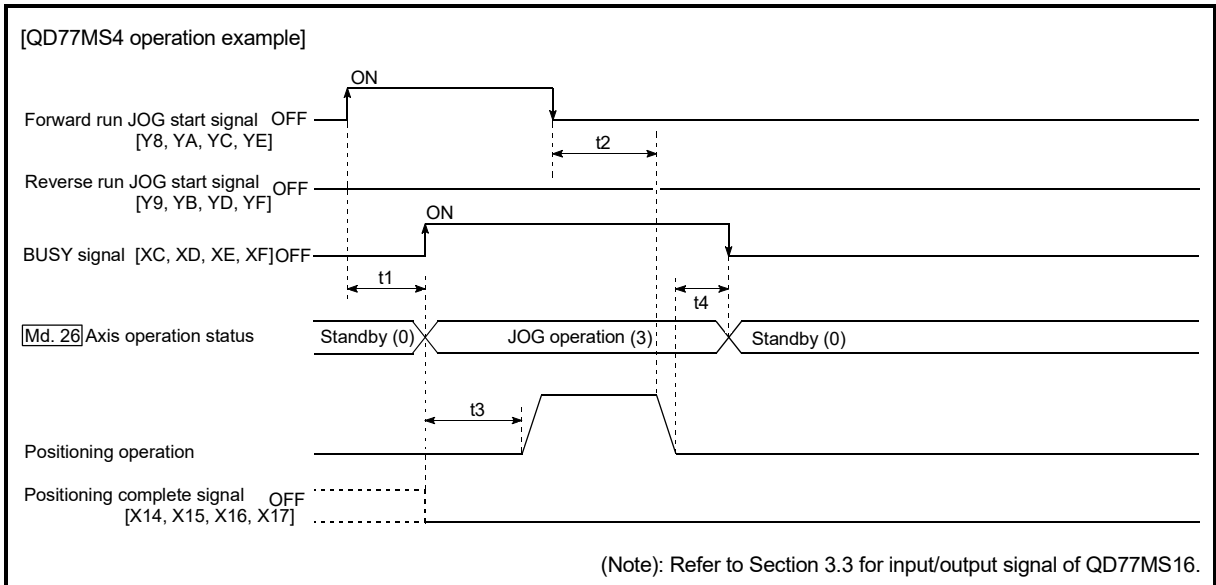 [QD77MS4 operation example]
ON
Forward run JOG start signal OFF
[Y8, YA, YC, YE]
t2
Reverse run JOG start signal OFF
[Y9, YB, YD, YF]
ON
BUSY signal [XC, XD, XE, XF]OFF
t1
t4
Md. 26 Axis operation status Standby (0) JOG operation (3) Standby (0)
t3
Positioning operation
Positioning complete signal OFF
[X14, X15, X16, X17]
(Note): Refer to Section 3.3 for input/output signal of QD77MS16.